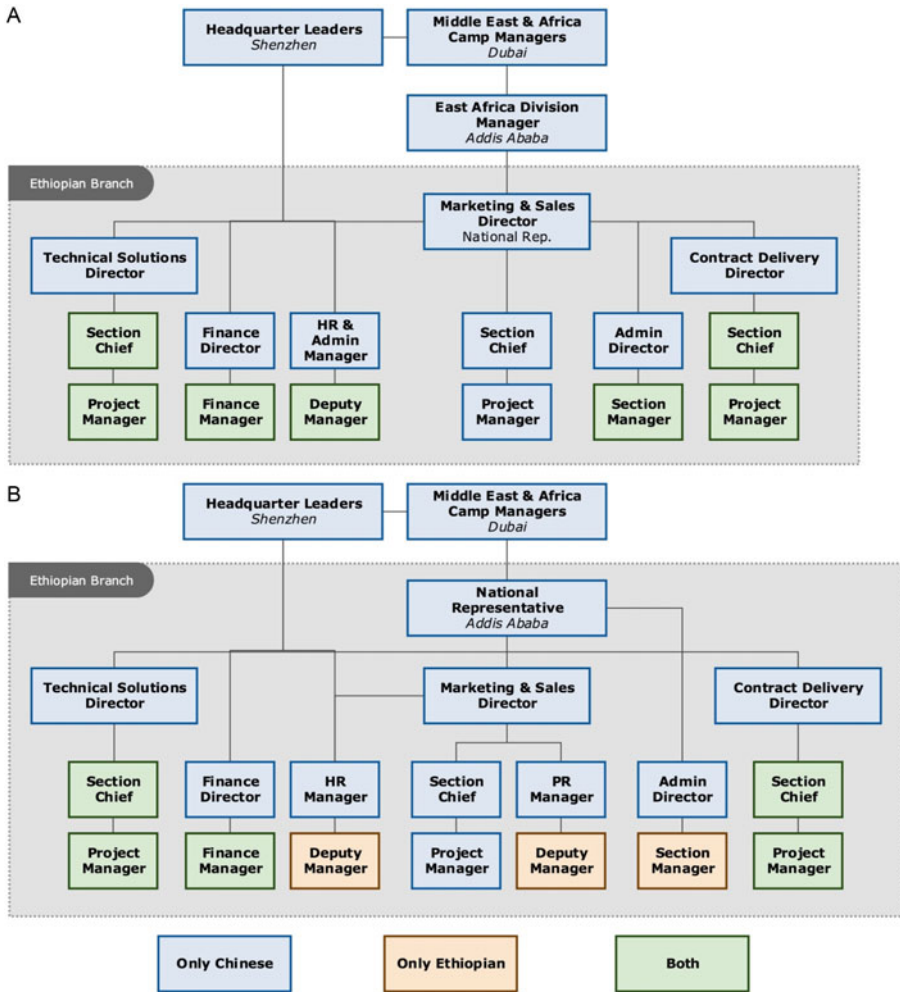 A
Headquarter Leaders
Shenzhen
Middle East & Africa
Camp Managers
Dubai
East Africa Division
Manager
Addis Ababa
Ethiopian Branch
Marketing & Sales
Director
National Rep.
Technical Solutions
Director
Contract Delivery
Director
Section
Chief
Finance
Director
HR &
Admin
Manager
Section
Chief
Admin
Director
Section
Chief
Project
Manager
Finance
Manager
Deputy
Manager
Project
Manager
Section
Manager
Project
Manager
B
Headquarter Leaders
Shenzhen
Middle East & Africa
Camp Managers
Dubai
Ethiopian Branch
National
Representative
Addis Ababa
Technical Solutions
Director
Marketing & Sales
Director
Contract Delivery
Director
Section
Chief
Finance
Director
HR
Manager
Section
Chief
PR
Manager
Admin
Director
Section
Chief
Project
Manager
Finance
Manager
Deputy
Manager
Project
Manager
Deputy
Manager
Section
Manager
Project
Manager
Only Chinese
Only Ethiopian
Both